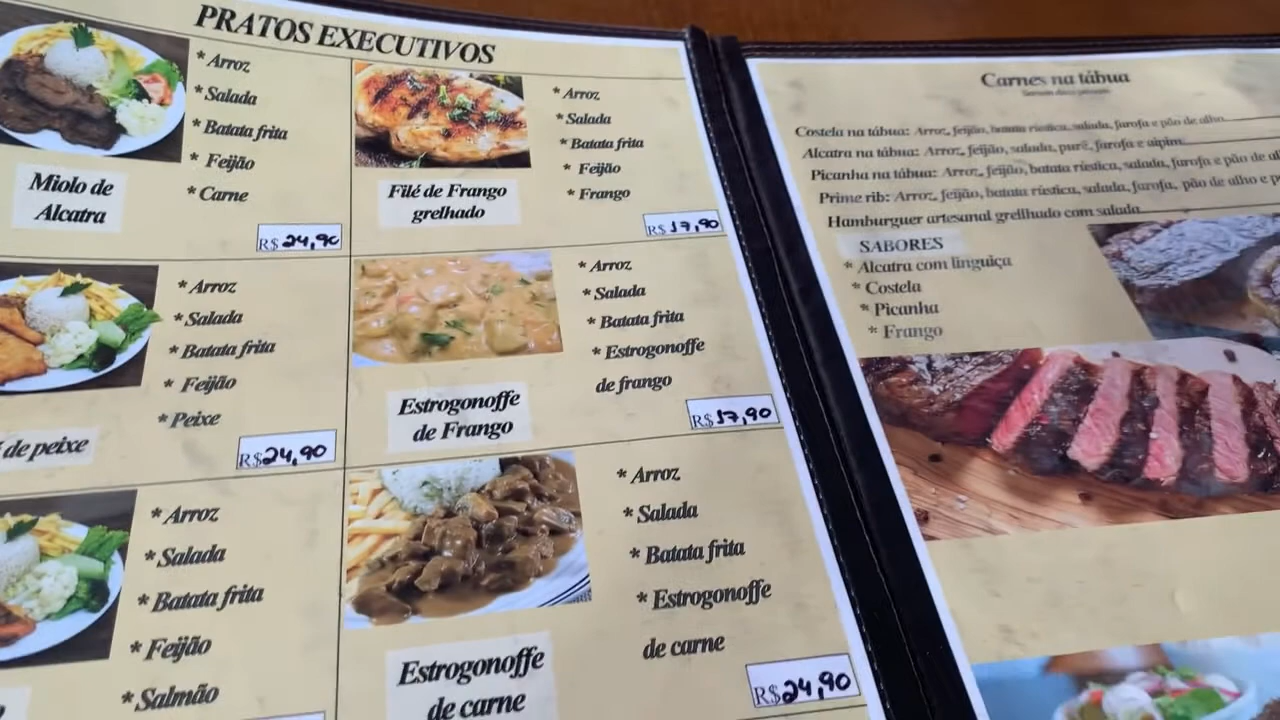 PRATOS EXECUTIVOS
* Arroz
* Salada
* Batata frita
* Feijão
* Carne
Miolo de
Alcatra
R$ 24,90
* Arroz
* Salada
* Batata frita
* Feijão
* Frango
Filé de Frango
grelhado
R$ 17,90
* Arroz
* Salada
* Batata frita
* Feijão
* Peixe
de peixe
R$ 24,90
* Arroz
* Salada
* Batata frita
* Estrogonoffe
de frango
Estrogonoffe
de Frango
R$ 17,90
* Arroz
* Salada
* Batata frita
* Feijão
* Salmão
* Arroz
* Salada
* Batata frita
* Estrogonoffe
de carne
Estrogonoffe
de carne
R$ 24,90
Carnes na tábua
Costela na tábua: Arroz, feijão, batata rústica, salada, farofa e pão de alho
Alcatra na tábua: Arroz, feijão, salada, purê, farofa e aipim
Picanha na tábua: Arroz, feijão, batata rústica, salada, farofa e pão de
Prime rib: Arroz, feijão, batata rústica, salada, farofa, pão de alho e
Hamburguer artesanal grelhado com salada
SABORES
* Alcatra com linguiça
* Costela
* Picanha
* Frango